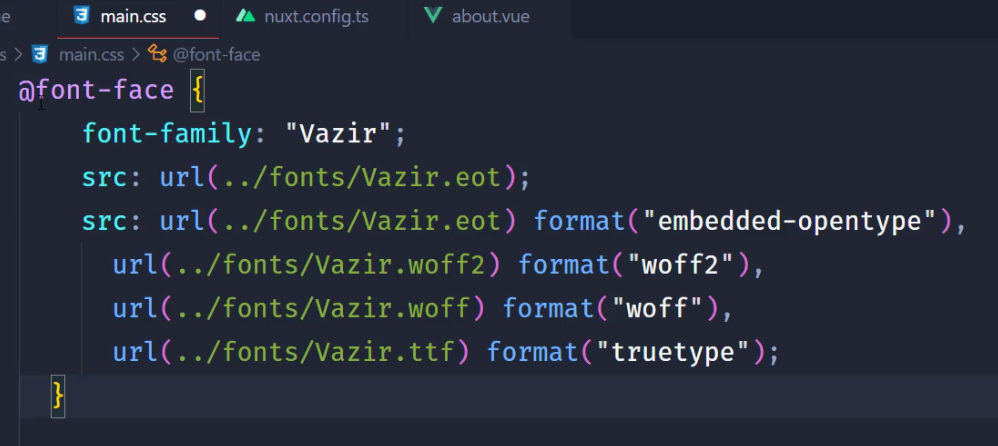 e main.css nuxt.config.ts about.vue
s > main.css > @font-face
@font-face {
font-family: "Vazir";
src: url(../fonts/Vazir.eot);
src: url(../fonts/Vazir.eot) format("embedded-opentype"),
url(../fonts/Vazir.woff2) format("woff2"),
url(../fonts/Vazir.woff) format("woff"),
url(../fonts/Vazir.ttf) format("truetype");
}